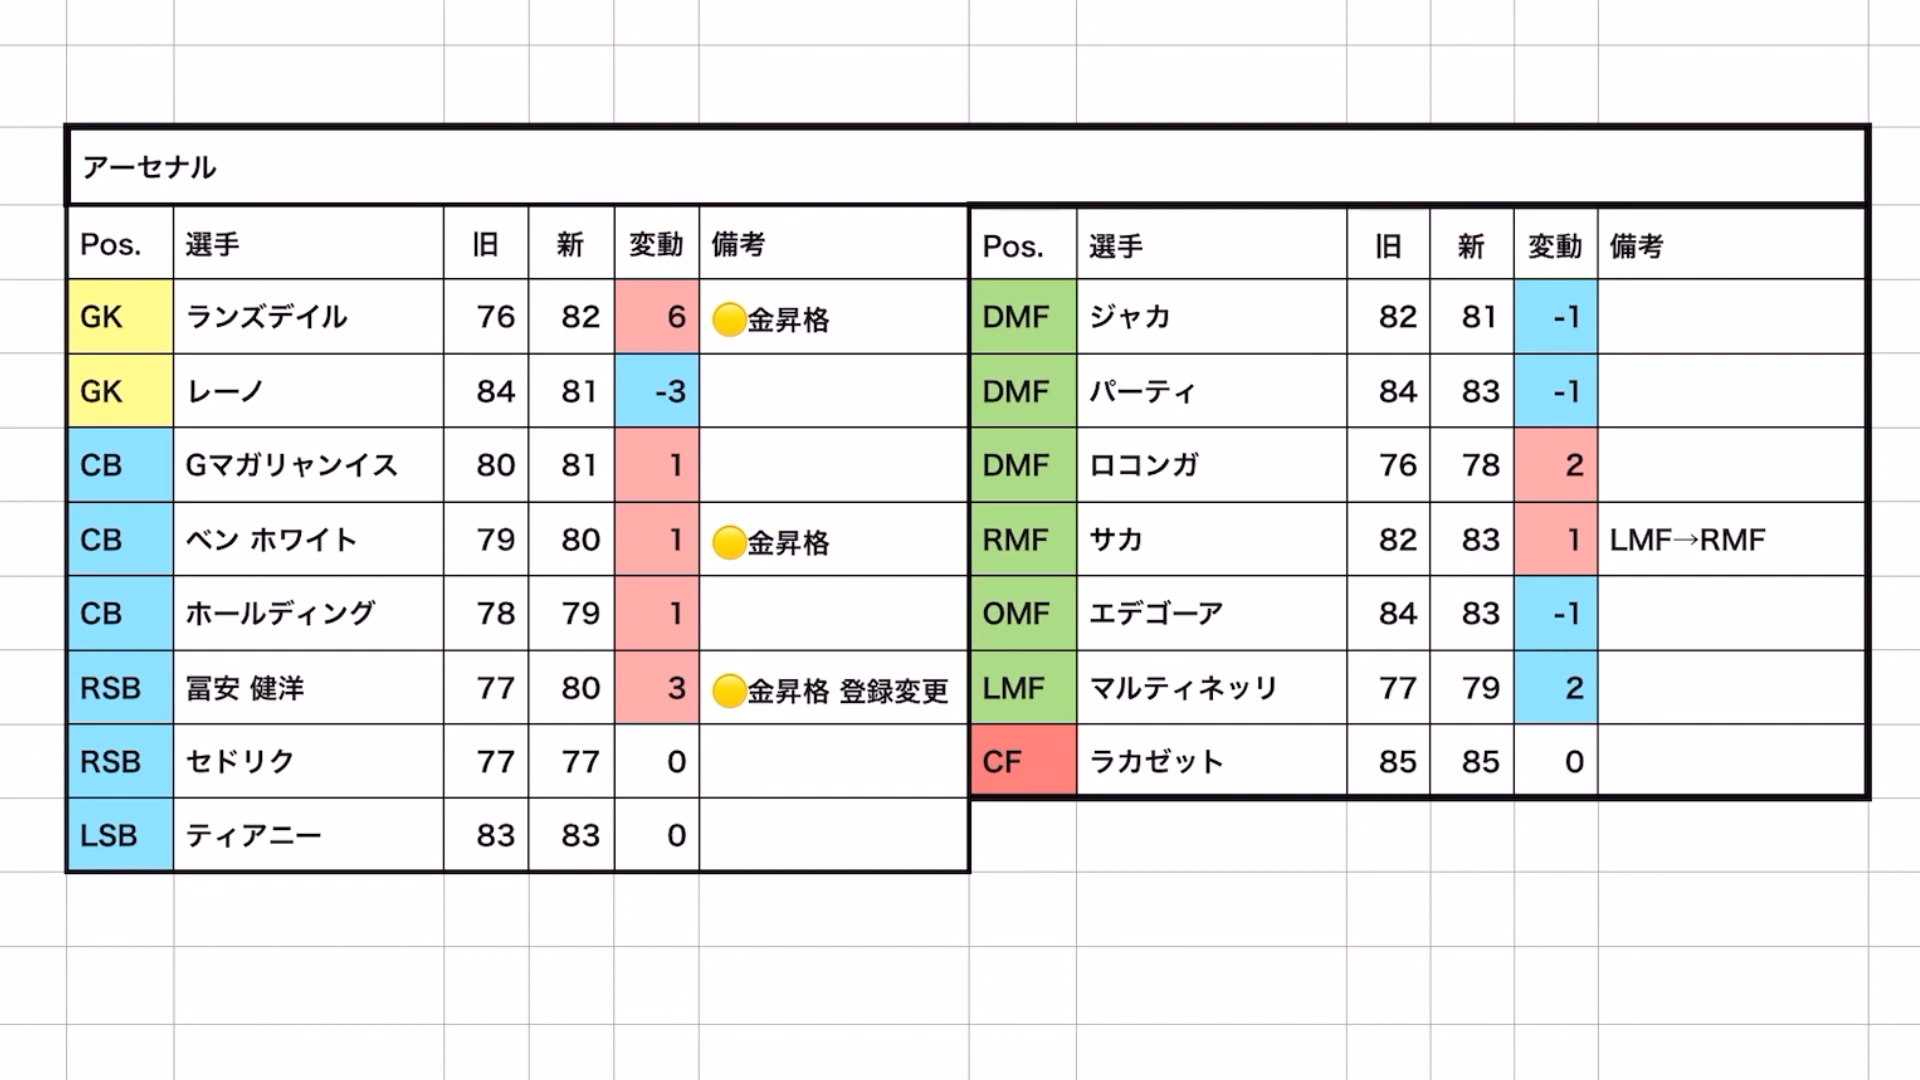 アーセナル
Pos. 選手 旧 新 変動 備考
GK ランズデイル 76 82 6 🟡金昇格
GK レーノ 84 81 -3
CB Gマガリャンイス 80 81 1
CB ベン ホワイト 79 80 1 🟡金昇格
CB ホールディング 78 79 1
RSB 冨安 健洋 77 80 3 🟡金昇格 登録変更
RSB セドリク 77 77 0
LSB ティアニー 83 83 0
Pos. 選手 旧 新 変動 備考
DMF ジャカ 82 81 -1
DMF パーティ 84 83 -1
DMF ロコンガ 76 78 2
RMF サカ 82 83 1 LMF→RMF
OMF エデゴーア 84 83 -1
LMF マルティネッリ 77 79 2
CF ラカゼット 85 85 0